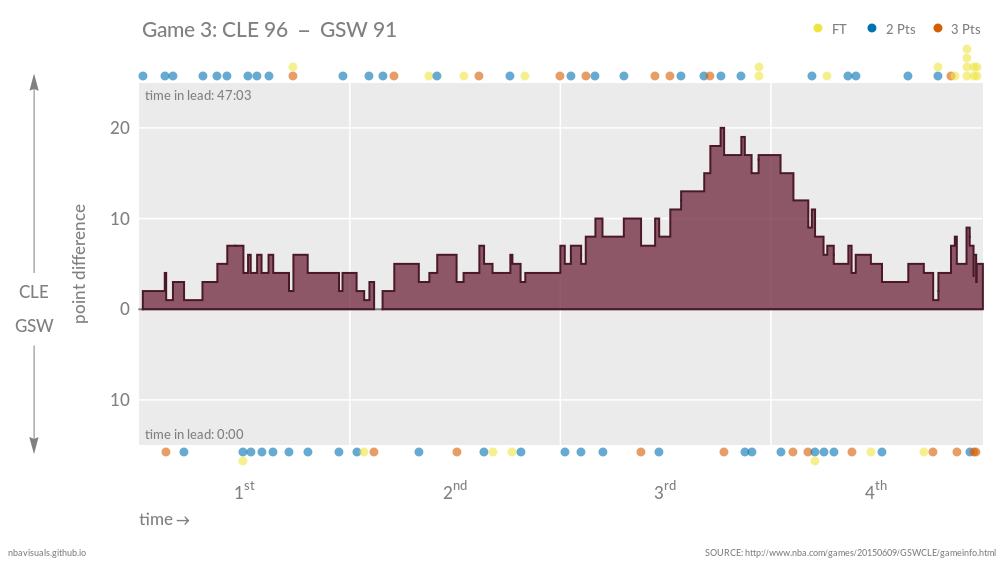 Game 3: CLE 96 – GSW 91
FT 2 Pts 3 Pts
time in lead: 47:03
20
10
0
10
point difference
CLE
GSW
time in lead: 0:00
1st 2nd 3rd 4th
time→
nbavisuals.github.io
SOURCE: http://www.nba.com/games/20150609/GSWCLE/gameinfo.html